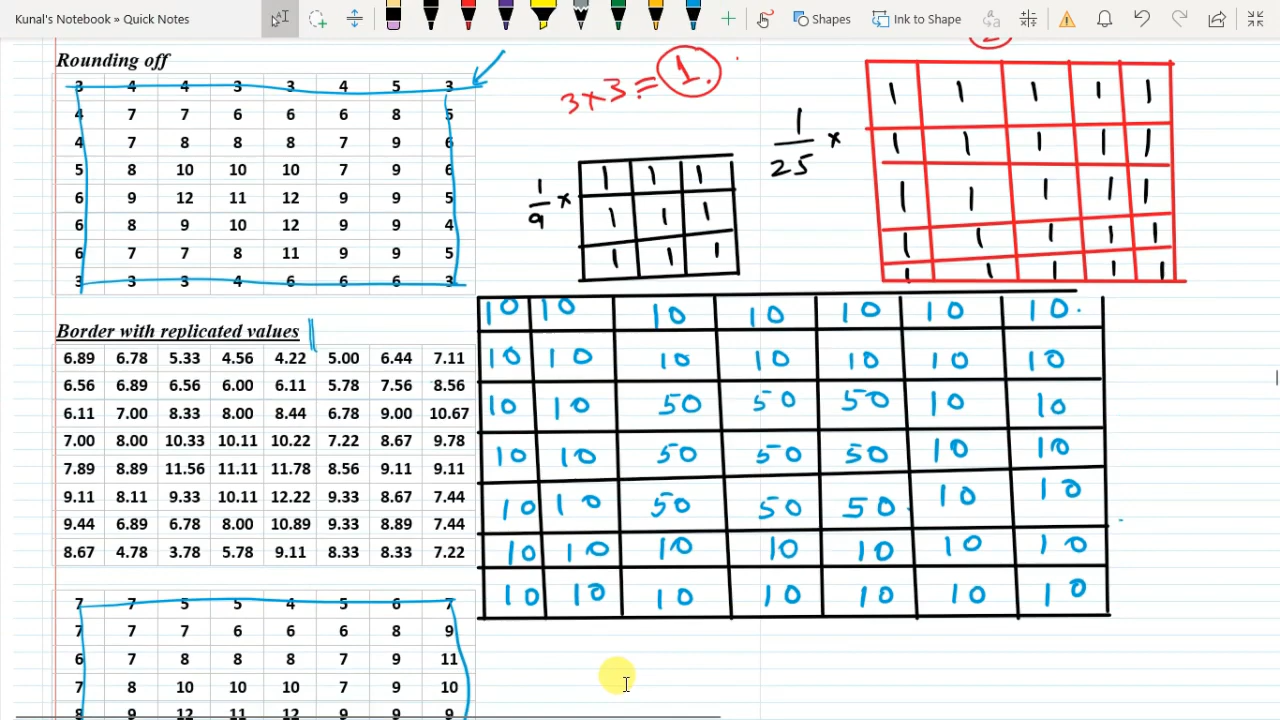 Kunal's Notebook » Quick Notes
Shapes
Ink to Shape
Rounding off
3 4 4 3 3 4 5 3
4 7 7 6 6 6 8 5
4 7 8 8 8 7 9 6
5 8 10 10 10 7 9 6
6 9 12 11 12 9 9 5
6 8 9 10 12 9 9 4
6 7 7 8 11 9 9 5
3 3 3 4 6 6 6 3
Border with replicated values
6.89 6.78 5.33 4.56 4.22 5.00 6.44 7.11
6.56 6.89 6.56 6.00 6.11 5.78 7.56 8.56
6.11 7.00 8.33 8.00 8.44 6.78 9.00 10.67
7.00 8.00 10.33 10.11 10.22 7.22 8.67 9.78
7.89 8.89 11.56 11.11 11.78 8.56 9.11 9.11
9.11 8.11 9.33 10.11 12.22 9.33 8.67 7.44
9.44 6.89 6.78 8.00 10.89 9.33 8.89 7.44
8.67 4.78 3.78 5.78 9.11 8.33 8.33 7.22
7 7 5 5 4 5 6 7
7 7 7 6 6 6 8 9
6 7 8 8 8 7 9 11
7 8 10 10 10 7 9 10
8 9 12 11 12 9 9 9
3×3 = 1.
1/9 ×
1 1 1
1 1 1
1 1 1
1/25 ×
1 1 1 1 1
1 1 1 1 1
1 1 1 1 1
1 1 1 1 1
1 1 1 1 1
10 10 10 10 10 10 10.
10 10 10 10 10 10 10
10 10 50 50 50 10 10
10 10 50 50 50 10 10
10 10 50 50 50 10 10
10 10 10 10 10 10 10
10 10 10 10 10 10 10